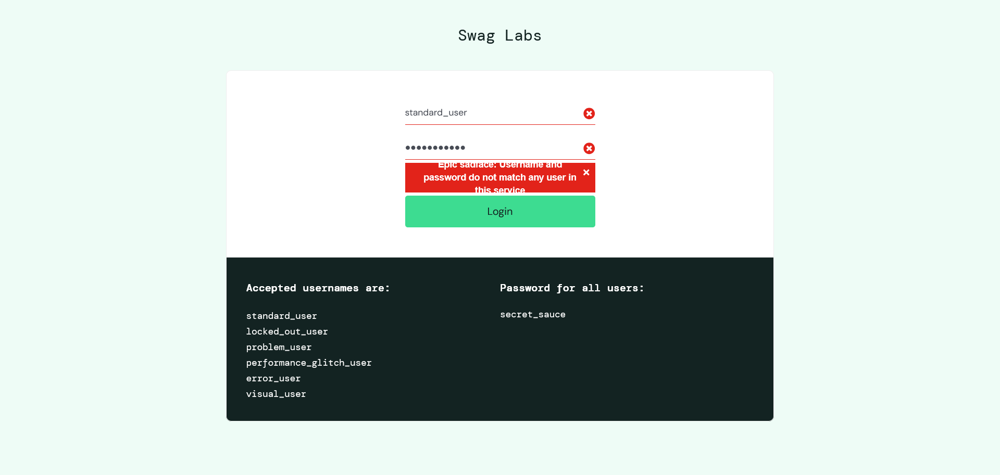 Swag Labs
standard_user
•••••••••••
Epic sadface: Username and
password do not match any user in
this service
Login
Accepted usernames are:
standard_user
locked_out_user
problem_user
performance_glitch_user
error_user
visual_user
Password for all users:
secret_sauce